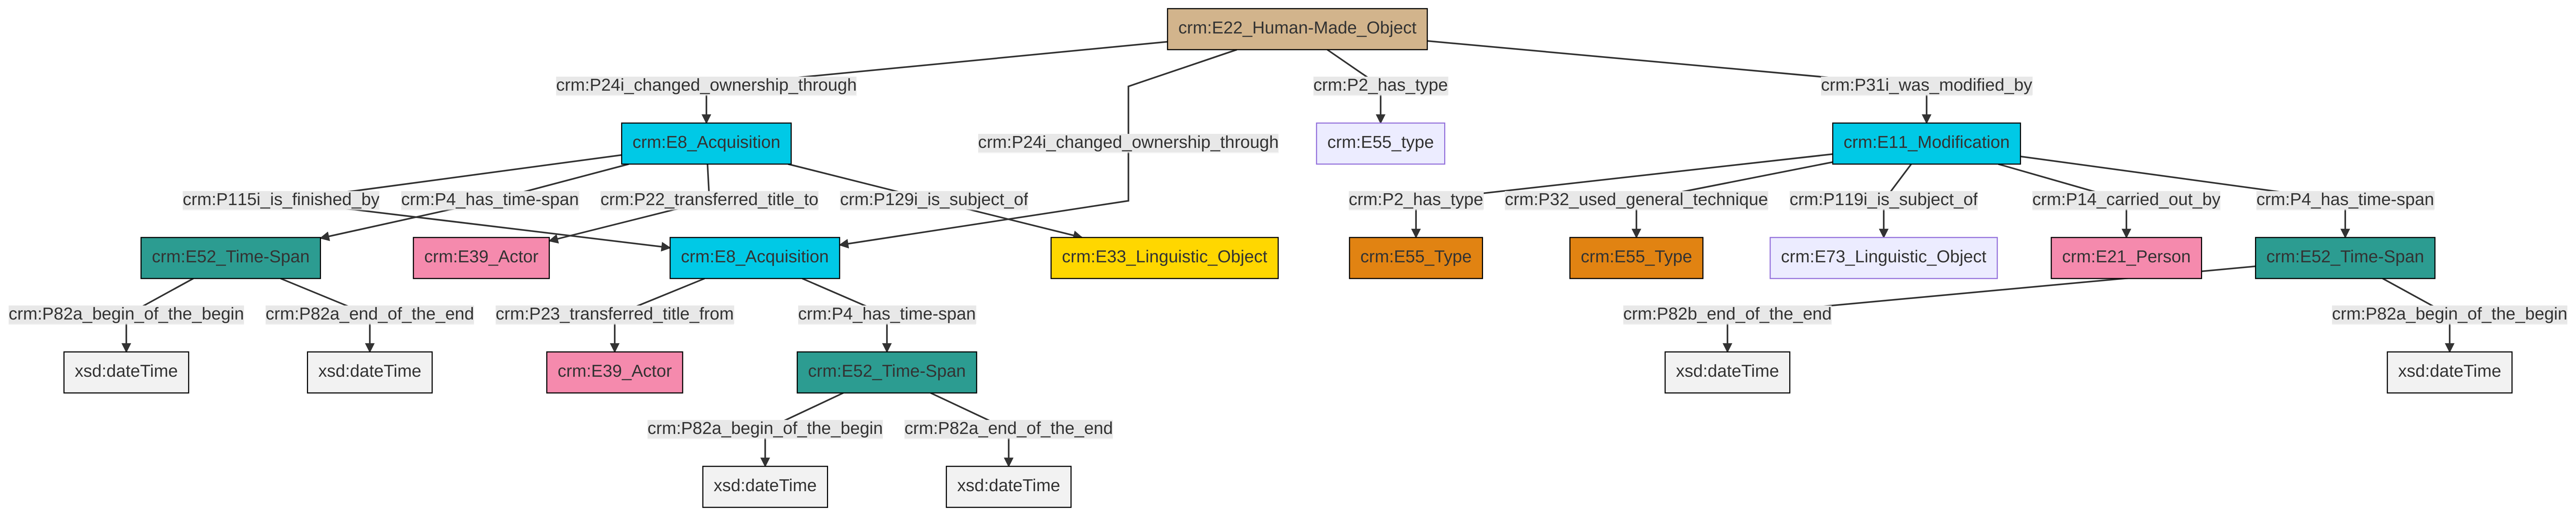 crm:E22_Human-Made_Object
crm:P24i_changed_ownership_through
crm:P2_has_type
crm:P31i_was_modified_by
crm:E8_Acquisition
crm:P24i_changed_ownership_through
crm:E55_type
crm:E11_Modification
crm:P115i_is_finished_by
crm:P4_has_time-span
crm:P22_transferred_title_to
crm:P129i_is_subject_of
crm:P2_has_type
crm:P32_used_general_technique
crm:P119i_is_subject_of
crm:P14_carried_out_by
crm:P4_has_time-span
crm:E52_Time-Span
crm:E39_Actor
crm:E8_Acquisition
crm:E33_Linguistic_Object
crm:E55_Type
crm:E55_Type
crm:E73_Linguistic_Object
crm:E21_Person
crm:E52_Time-Span
crm:P82a_begin_of_the_begin
crm:P82a_end_of_the_end
crm:P23_transferred_title_from
crm:P4_has_time-span
crm:P82b_end_of_the_end
crm:P82a_begin_of_the_begin
xsd:dateTime
xsd:dateTime
crm:E39_Actor
crm:E52_Time-Span
xsd:dateTime
xsd:dateTime
crm:P82a_begin_of_the_begin
crm:P82a_end_of_the_end
xsd:dateTime
xsd:dateTime